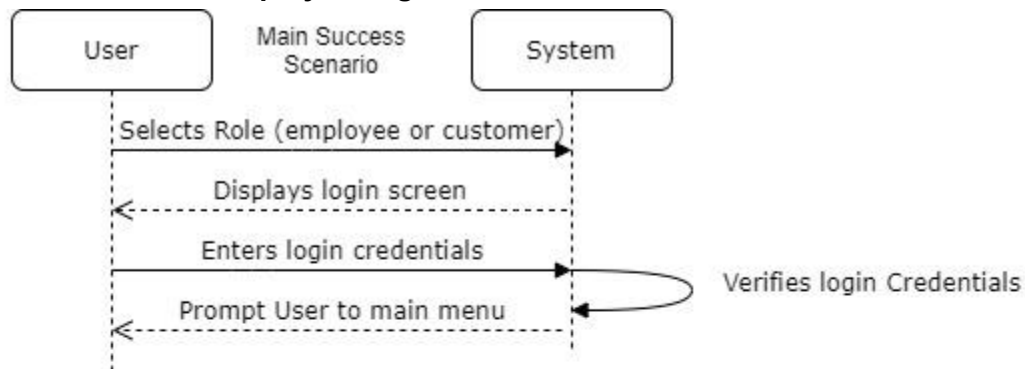 User
Main Success
Scenario
System
Selects Role (employee or customer)
Displays login screen
Enters login credentials
Verifies login Credentials
Prompt User to main menu